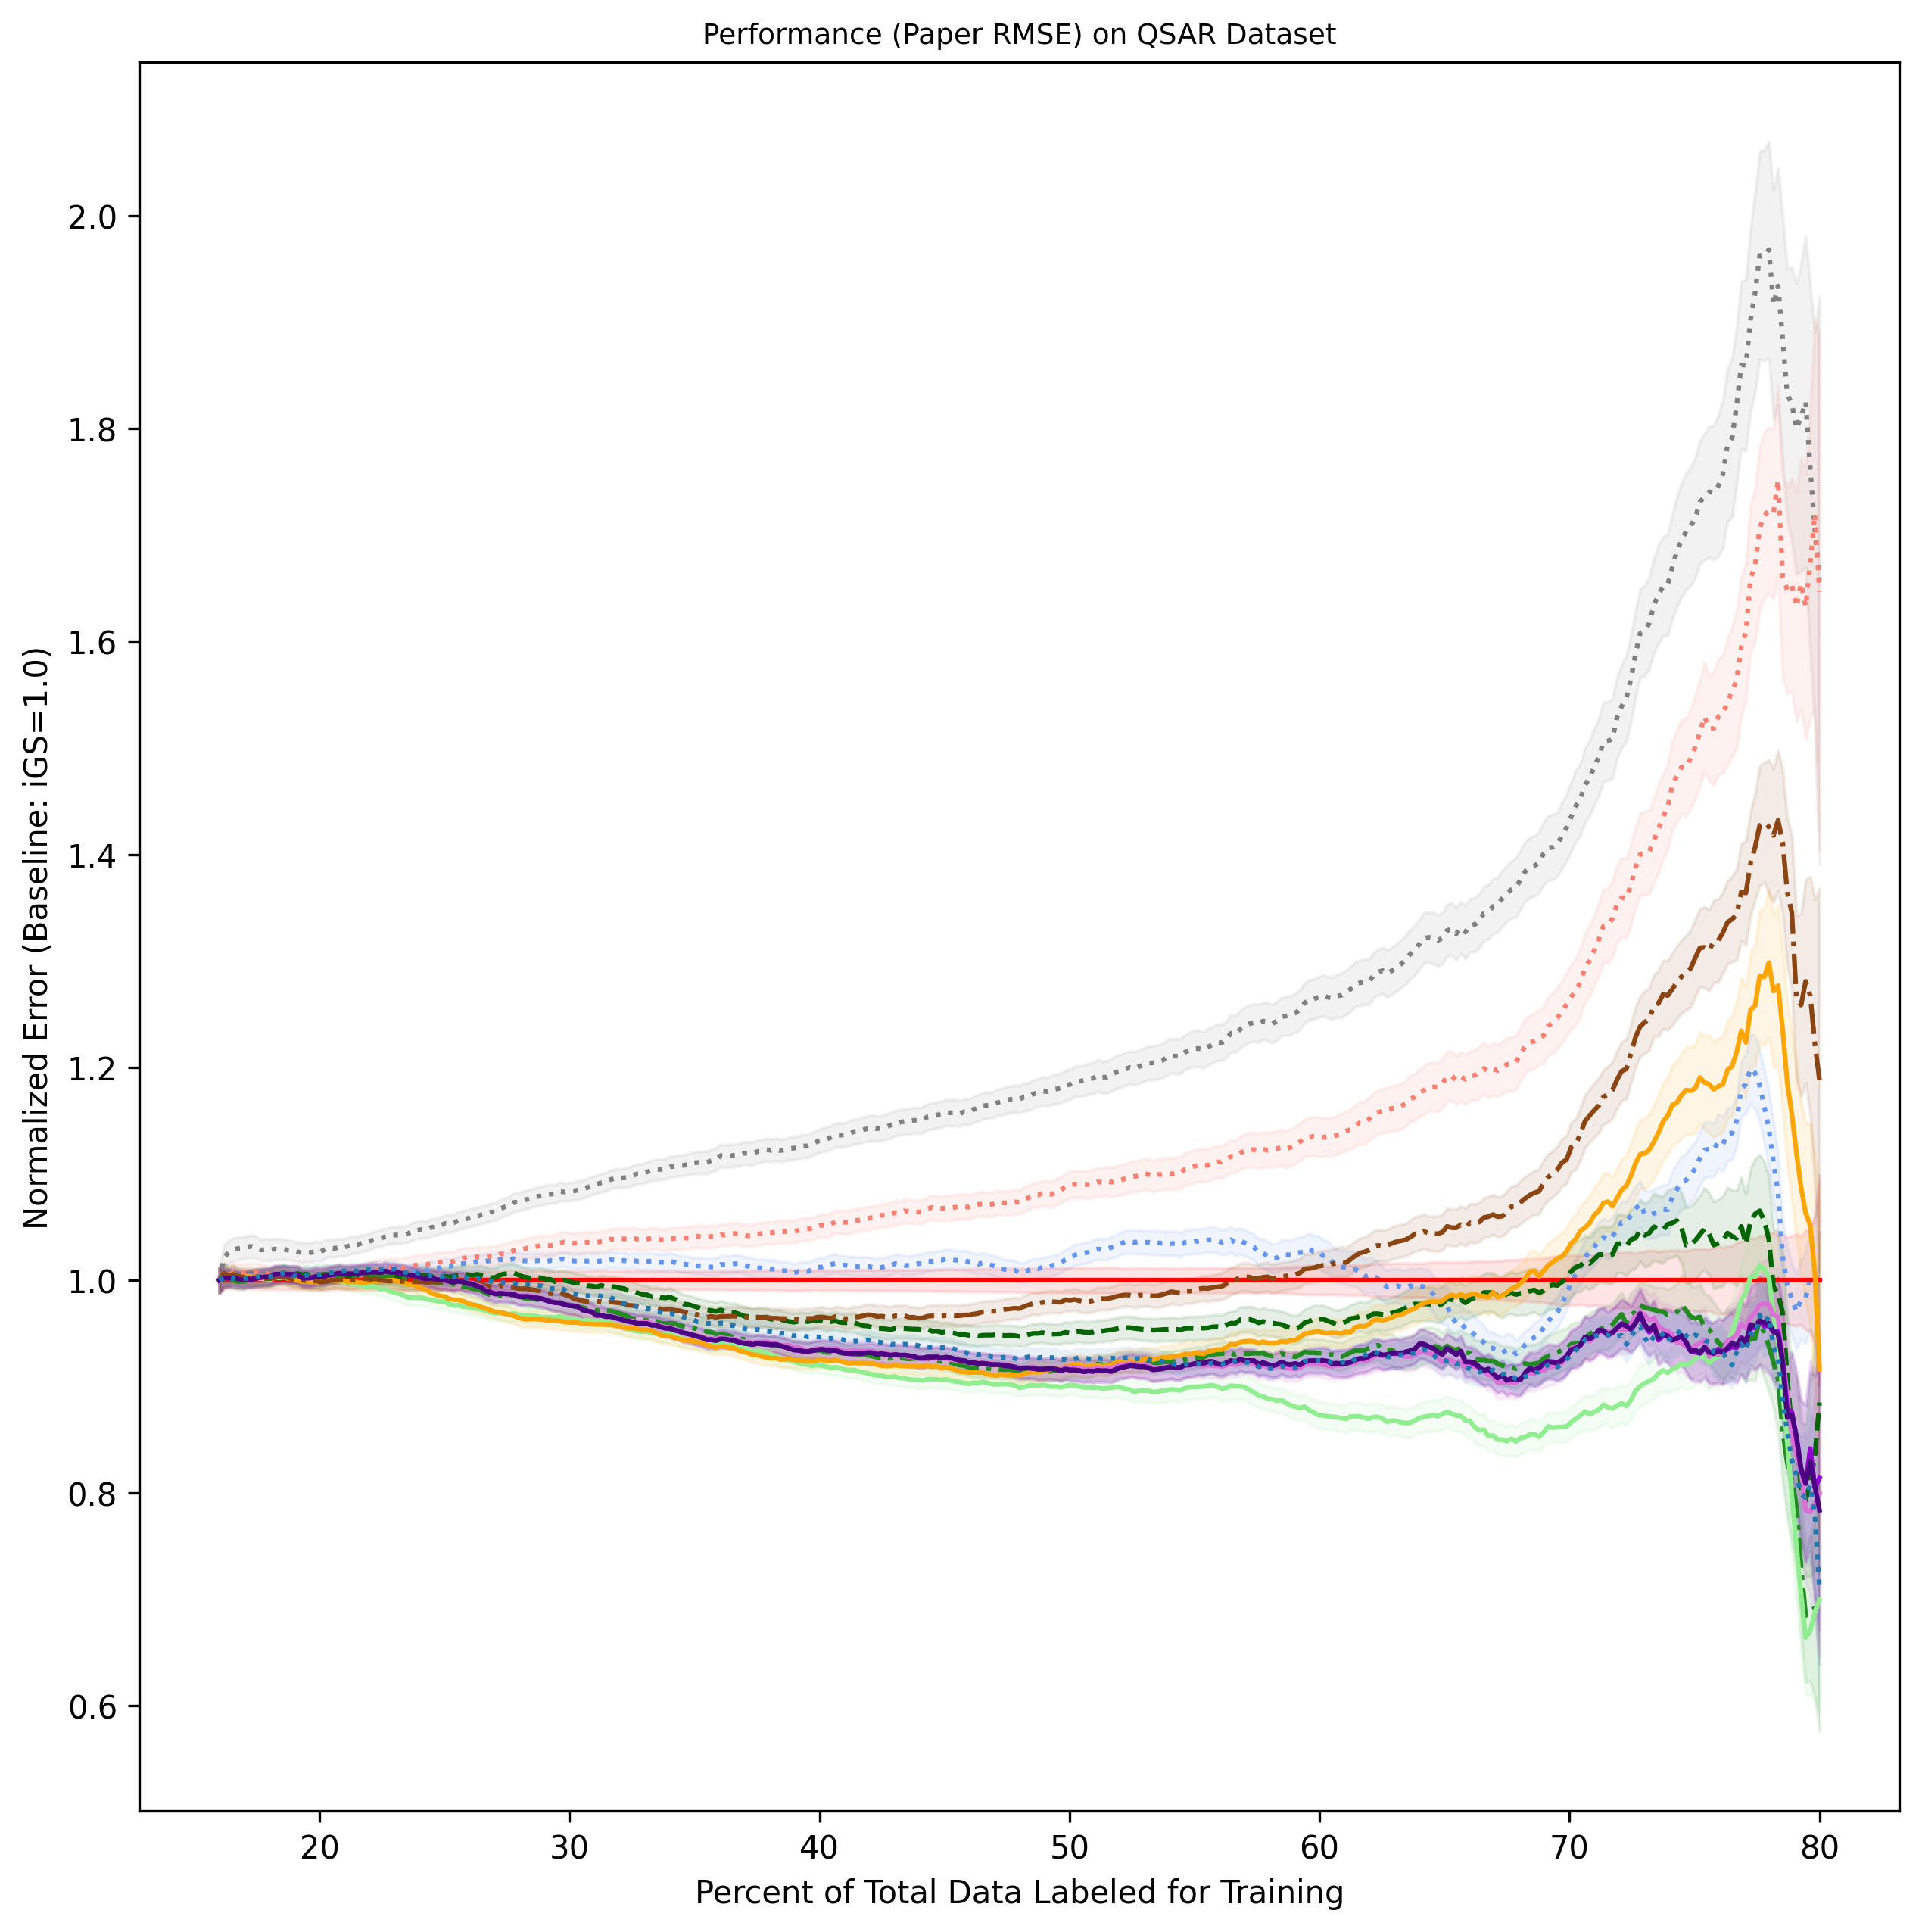 Performance (Paper RMSE) on QSAR Dataset
Normalized Error (Baseline: iGS=1.0)
2.0
1.8
1.6
1.4
1.2
1.0
0.8
0.6
20 30 40 50 60 70 80
Percent of Total Data Labeled for Training